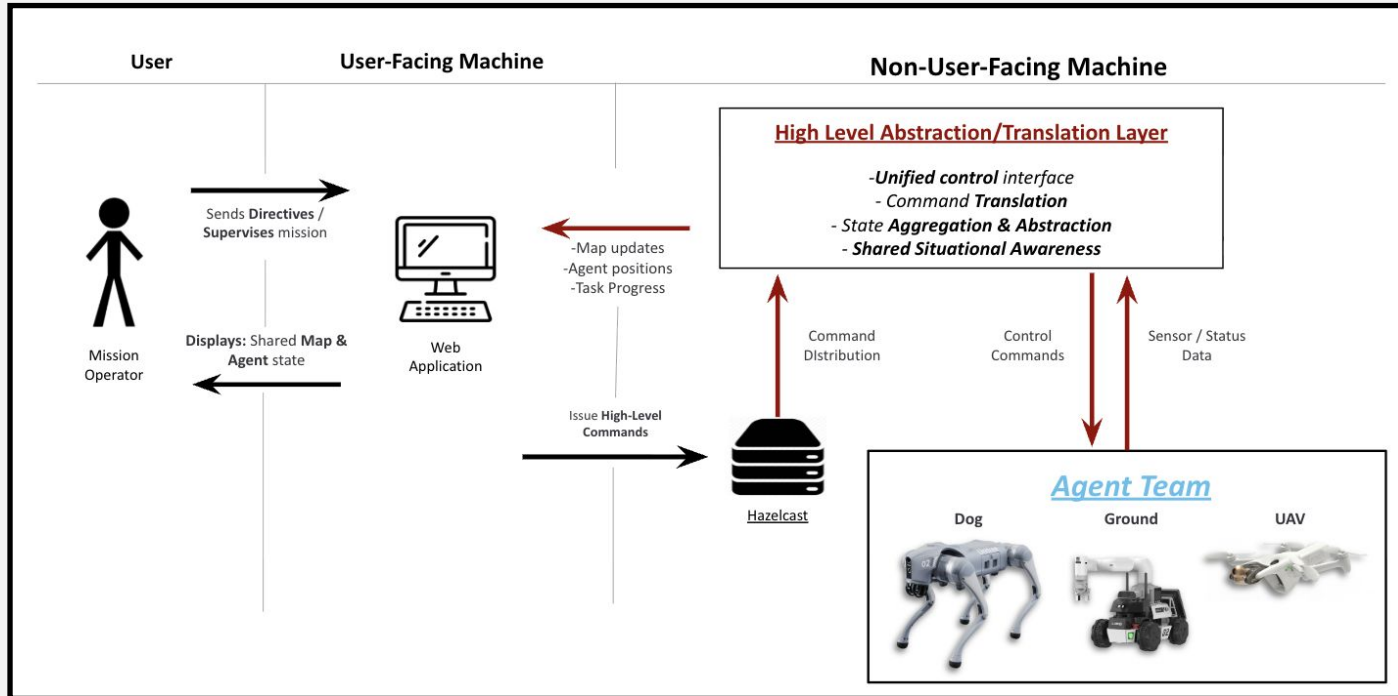 User
User-Facing Machine
Non-User-Facing Machine
High Level Abstraction/Translation Layer
-Unified control interface
- Command Translation
- State Aggregation & Abstraction
- Shared Situational Awareness
Sends Directives /
Supervises mission
-Map updates
-Agent positions
-Task Progress
Mission
Operator
Displays: Shared Map &
Agent state
Web
Application
Command
DIstribution
Control
Commands
Sensor / Status
Data
Issue High-Level
Commands
Hazelcast
Agent Team
Dog
Ground
UAV
02